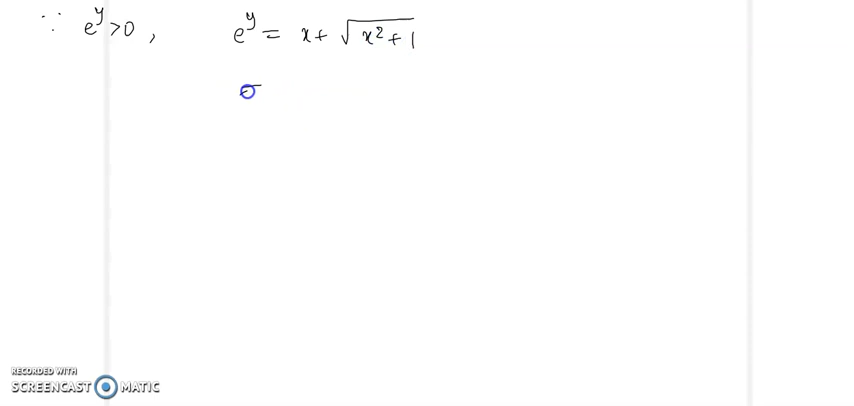 ∵ e^y > 0 , e^y = x + √(x² + 1)
RECORDED WITH
SCREENCAST MATIC